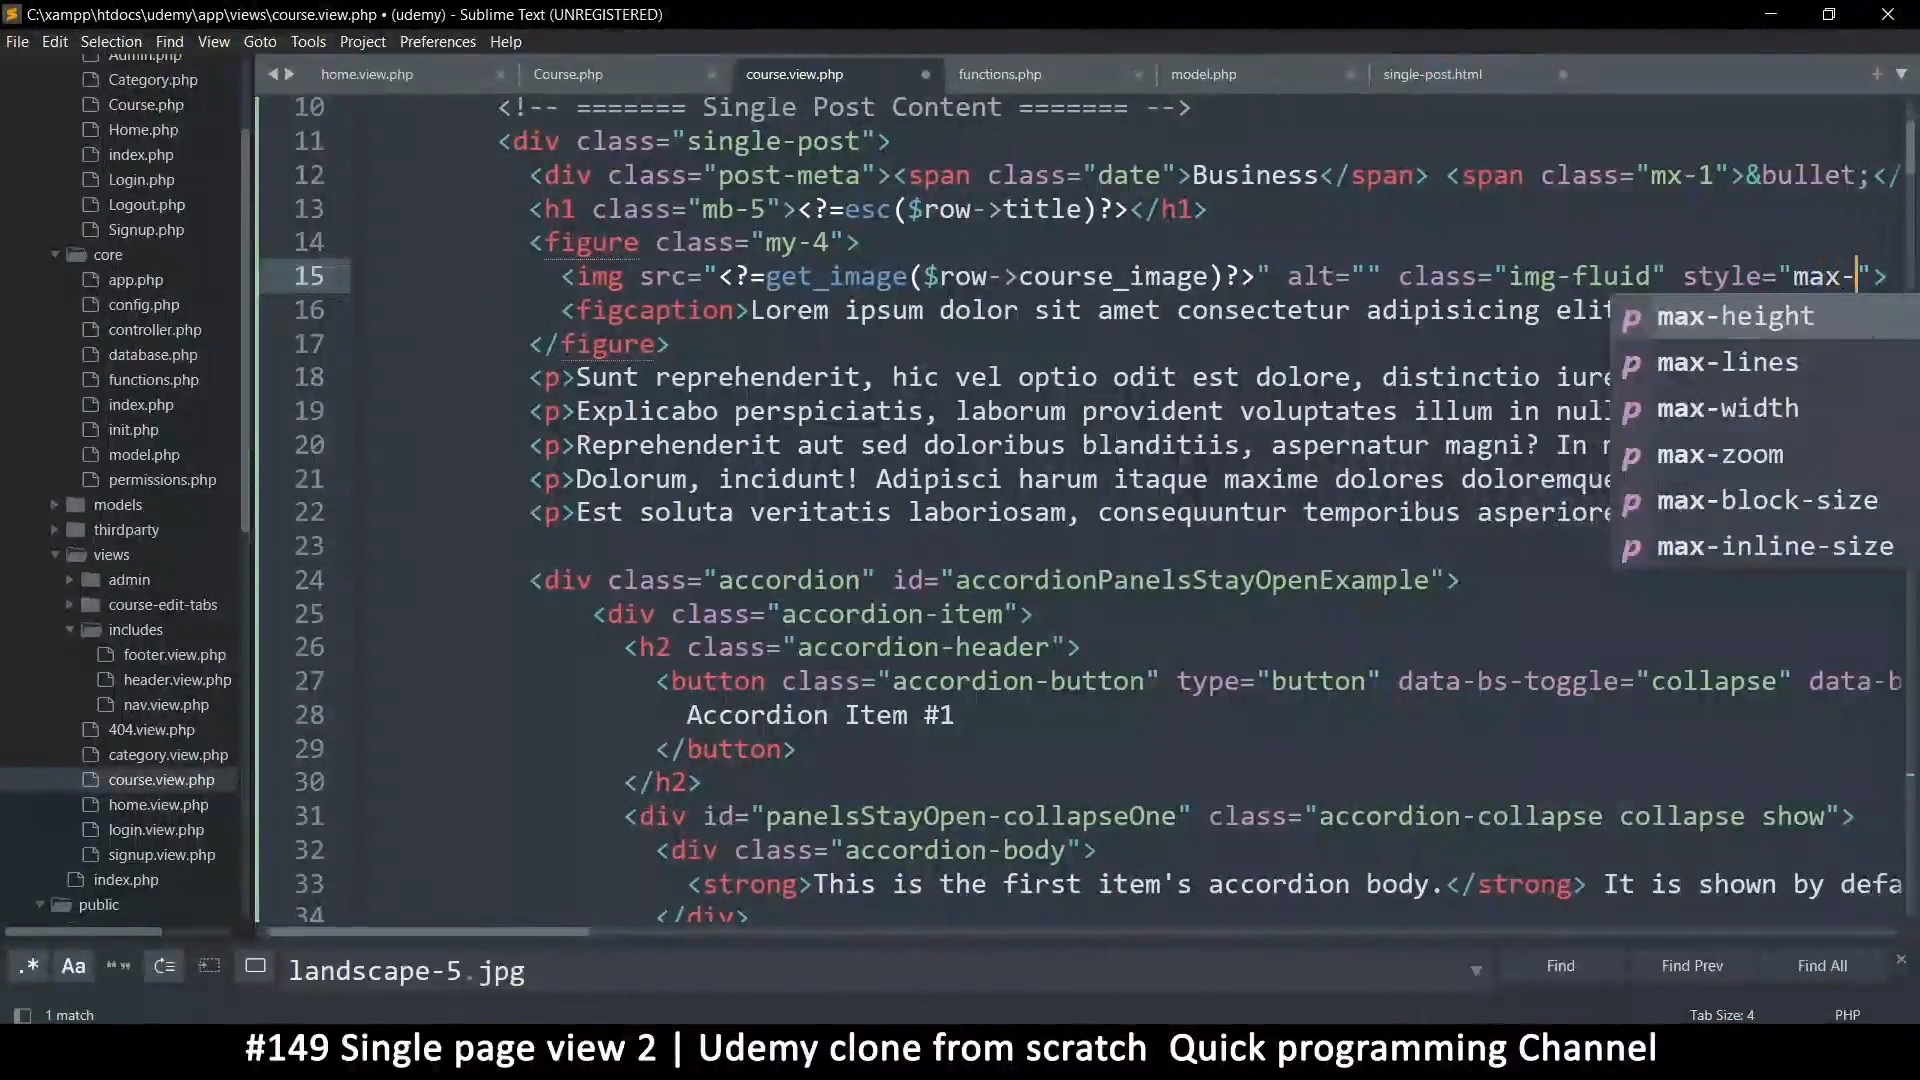 C:\xampp\htdocs\udemy\app\views\course.view.php • (udemy) - Sublime Text (UNREGISTERED)
File Edit Selection Find View Goto Tools Project Preferences Help
Admin.php
Category.php
Course.php
Home.php
index.php
Login.php
Logout.php
Signup.php
core
app.php
config.php
controller.php
database.php
functions.php
index.php
init.php
model.php
permissions.php
models
thirdparty
views
admin
course-edit-tabs
includes
footer.view.php
header.view.php
nav.view.php
404.view.php
category.view.php
course.view.php
home.view.php
login.view.php
signup.view.php
index.php
public
home.view.php Course.php course.view.php functions.php model.php single-post.html
10 <!-- ======= Single Post Content ======= -->
11 <div class="single-post">
12 <div class="post-meta"><span class="date">Business</span> <span class="mx-1">&bullet;</
13 <h1 class="mb-5"><?=esc($row->title)?></h1>
14 <figure class="my-4">
15 <img src="<?=get_image($row->course_image)?>" alt="" class="img-fluid" style="max-">
16 <figcaption>Lorem ipsum dolor sit amet consectetur adipisicing elit
17 </figure>
18 <p>Sunt reprehenderit, hic vel optio odit est dolore, distinctio iure
19 <p>Explicabo perspiciatis, laborum provident voluptates illum in null
20 <p>Reprehenderit aut sed doloribus blanditiis, aspernatur magni? In
21 <p>Dolorum, incidunt! Adipisci harum itaque maxime dolores doloremque
22 <p>Est soluta veritatis laboriosam, consequuntur temporibus asperiore
23
24 <div class="accordion" id="accordionPanelsStayOpenExample">
25 <div class="accordion-item">
26 <h2 class="accordion-header">
27 <button class="accordion-button" type="button" data-bs-toggle="collapse" data-b
28 Accordion Item #1
29 </button>
30 </h2>
31 <div id="panelsStayOpen-collapseOne" class="accordion-collapse collapse show">
32 <div class="accordion-body">
33 <strong>This is the first item's accordion body.</strong> It is shown by defa
34 </div>
p max-height
p max-lines
p max-width
p max-zoom
p max-block-size
p max-inline-size
.* Aa “” landscape-5.jpg Find Find Prev Find All
1 match Tab Size: 4 PHP
#149 Single page view 2 | Udemy clone from scratch Quick programming Channel